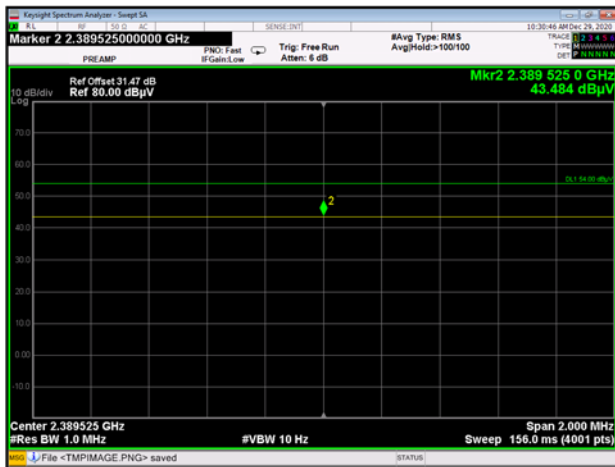 Keysight Spectrum Analyzer - Swept SA
RL RF 50 Ω AC SENSE:INT 10:30:46 AM Dec 29, 2020
Marker 2 2.389525000000 GHz
PREAMP
PNO: Fast
IFGain:Low
Trig: Free Run
Atten: 6 dB
#Avg Type: RMS
Avg|Hold:>100/100
TRACE 1 2 3 4 5 6
TYPE MWWWWW
DET P NNNNN
Mkr2 2.389 525 0 GHz
43.484 dBµV
Ref Offset 31.47 dB
10 dB/div Ref 80.00 dBµV
Log
70.0
60.0
DL1 54.00 dBµV
50.0
2
40.0
30.0
20.0
10.0
0.00
-10.0
Center 2.389525 GHz Span 2.000 MHz
#Res BW 1.0 MHz #VBW 10 Hz Sweep 156.0 ms (4001 pts)
MSG File <TMPIMAGE.PNG> saved STATUS